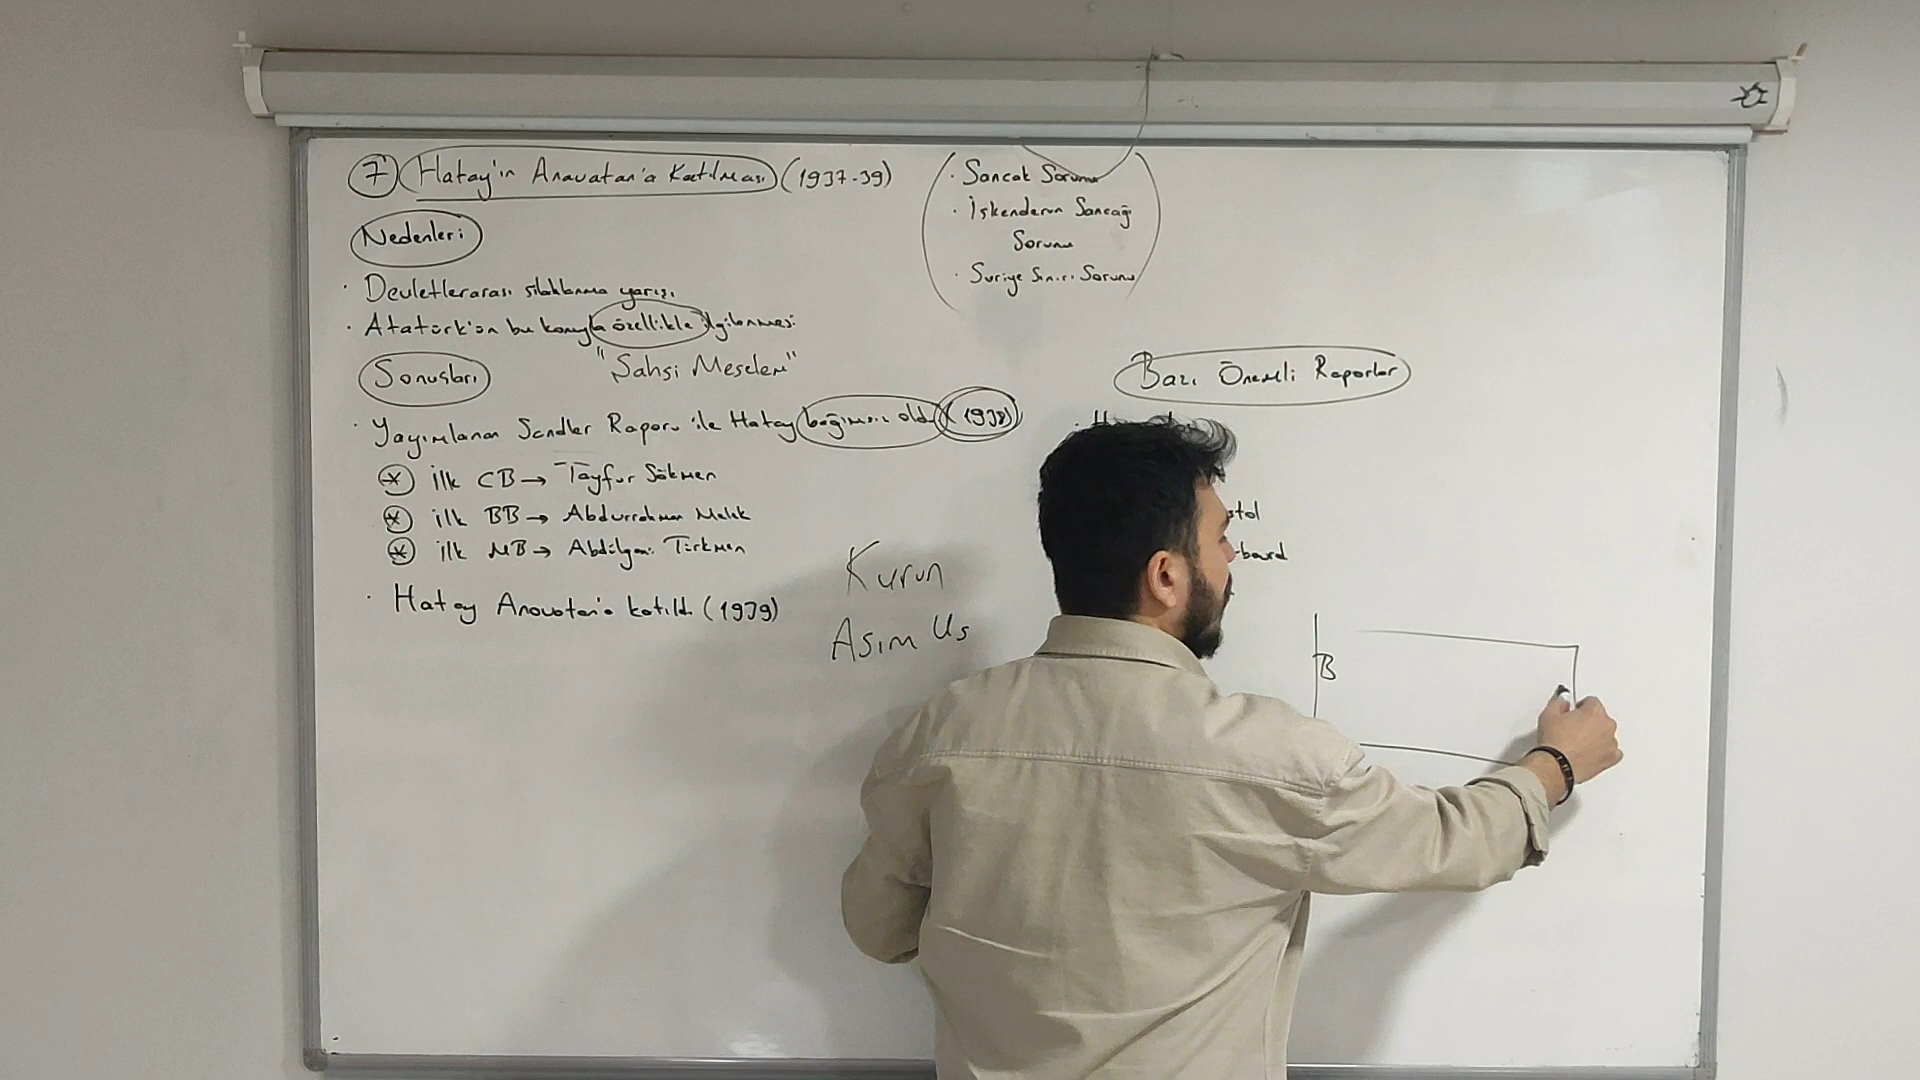 7 Hatay'ın Anavatan'a Katılması (1937-39)
Nedenleri
· Devletlerarası silahlanma yarışı
· Atatürk'ün bu konuyla özellikle ilgilenmesi
"Şahsi Meselem"
Sonuçları
· Yayımlanan Sandler Raporu ile Hatay bağımsız oldu (1938)
* ilk CB → Tayfur Sökmen
* ilk BB → Abdurrahman Melek
* ilk MB → Abdülgani Türkmen
· Hatay Anavatan'a katıldı (1939)
· Sancak Sorunu
· İskenderun Sancağı
Sorunu
· Suriye Sınırı Sorunu
Kurun
Asım Us
Bazı Önemli Raporlar
B